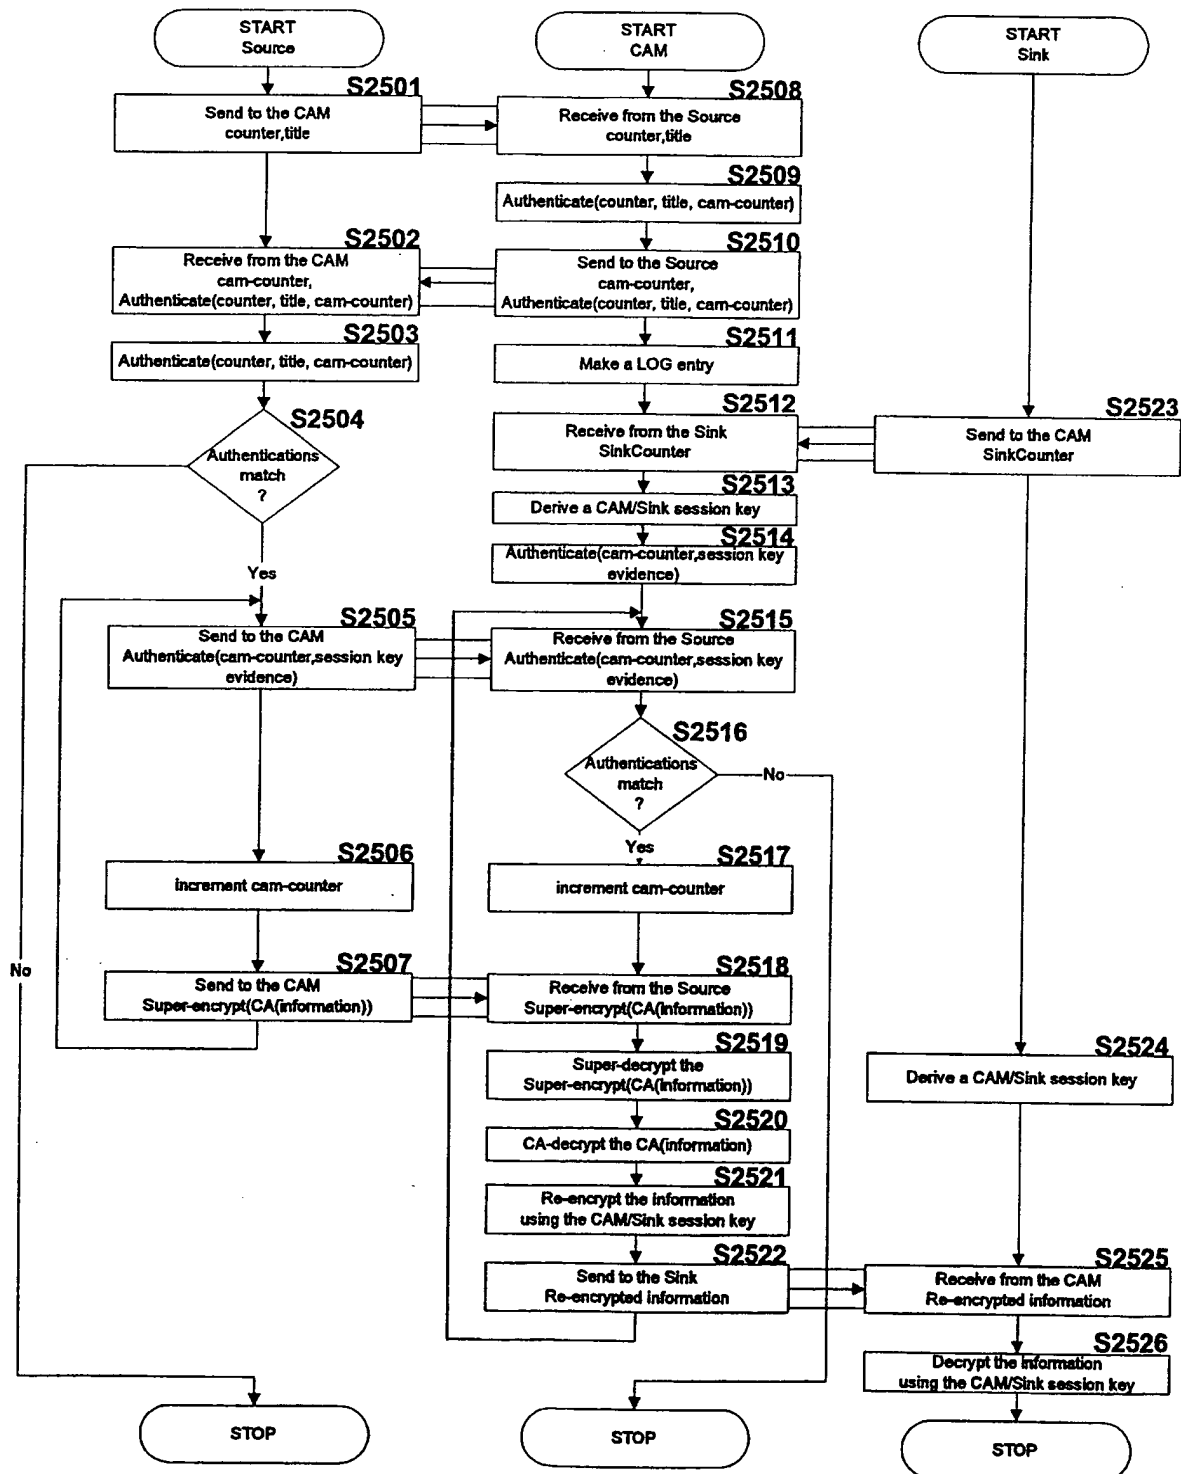 START
Source
START
CAM
START
Sink
S2501
Send to the CAM
counter,title
S2508
Receive from the Source
counter,title
S2509
Authenticate(counter, title, cam-counter)
S2502
Receive from the CAM
cam-counter,
Authenticate(counter, title, cam-counter)
S2510
Send to the Source
cam-counter,
Authenticate(counter, title, cam-counter)
S2503
Authenticate(counter, title, cam-counter)
S2511
Make a LOG entry
S2504
Authentications
match
?
S2512
Receive from the Sink
SinkCounter
S2523
Send to the CAM
SinkCounter
S2513
Derive a CAM/Sink session key
S2514
Authenticate(cam-counter,session key
evidence)
Yes
S2505
Send to the CAM
Authenticate(cam-counter,session key
evidence)
S2515
Receive from the Source
Authenticate(cam-counter,session key
evidence)
S2516
Authentications
match
?
No
Yes
S2506
increment cam-counter
S2517
increment cam-counter
No
S2507
Send to the CAM
Super-encrypt(CA(information))
S2518
Receive from the Source
Super-encrypt(CA(information))
S2519
Super-decrypt the
Super-encrypt(CA(information))
S2524
Derive a CAM/Sink session key
S2520
CA-decrypt the CA(information)
S2521
Re-encrypt the information
using the CAM/Sink session key
S2522
Send to the Sink
Re-encrypted information
S2525
Receive from the CAM
Re-encrypted information
S2526
Decrypt the information
using the CAM/Sink session key
STOP
STOP
STOP